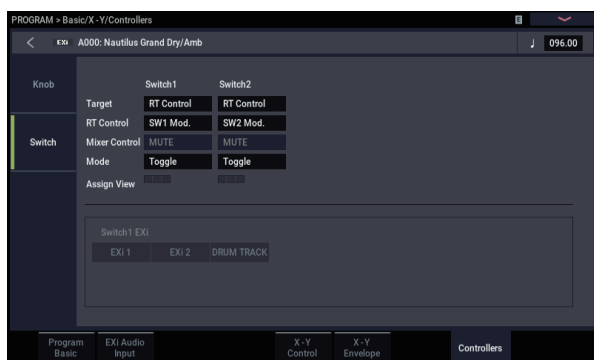 PROGRAM > Basic/X-Y/Controllers
E
EXi A000: Nautilus Grand Dry/Amb
♩ 096.00
Knob
Switch
Switch1 Switch2
Target RT Control RT Control
RT Control SW1 Mod. SW2 Mod.
Mixer Control MUTE MUTE
Mode Toggle Toggle
Assign View
Switch1 EXi
EXi 1 EXi 2 DRUM TRACK
Program
Basic
EXi Audio
Input
X-Y
Control
X-Y
Envelope
Controllers